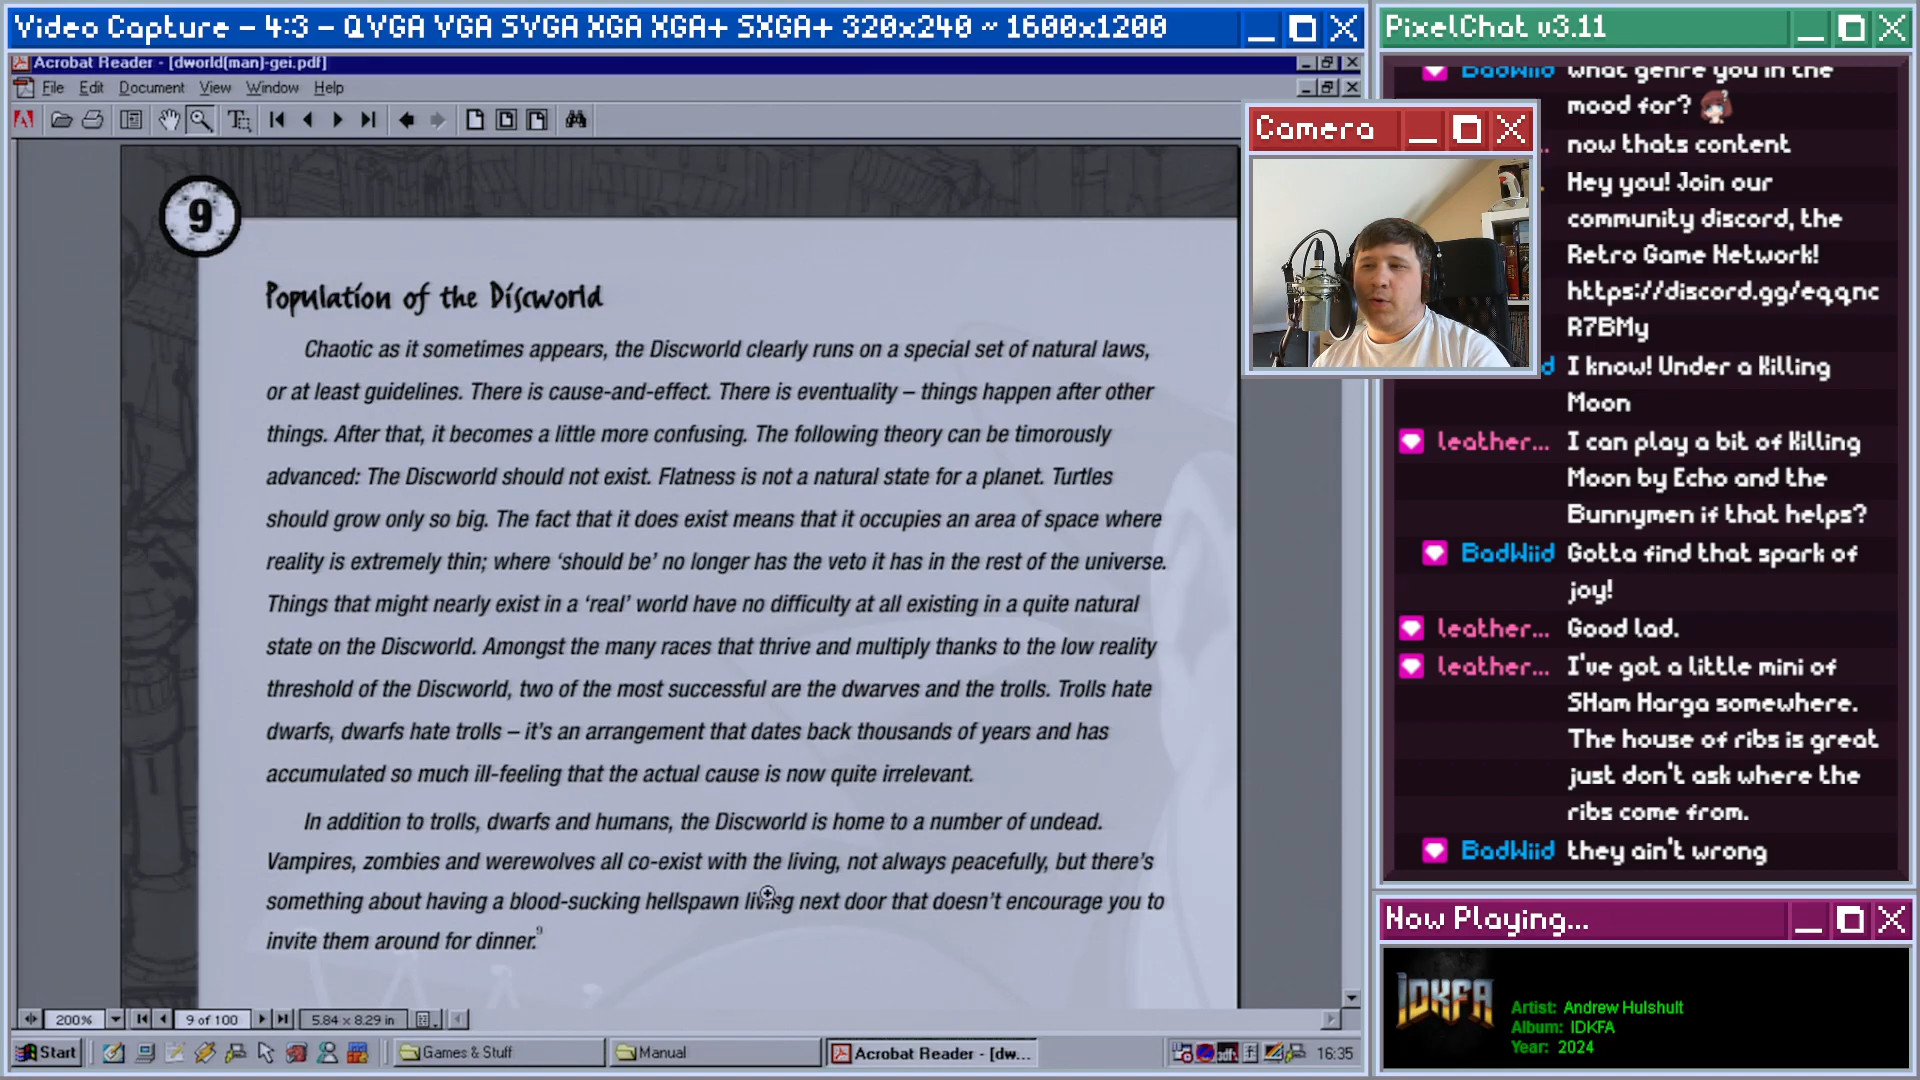 Video Capture – 4:3 – QVGA VGA SVGA XGA XGA+ SXGA+ 320x240 ~ 1600x1200
Acrobat Reader - [dworld(man)-gei.pdf]
File Edit Document View Window Help
9
Population of the Discworld
Chaotic as it sometimes appears, the Discworld clearly runs on a special set of natural laws,
or at least guidelines. There is cause-and-effect. There is eventuality – things happen after other
things. After that, it becomes a little more confusing. The following theory can be timorously
advanced: The Discworld should not exist. Flatness is not a natural state for a planet. Turtles
should grow only so big. The fact that it does exist means that it occupies an area of space where
reality is extremely thin; where ‘should be’ no longer has the veto it has in the rest of the universe.
Things that might nearly exist in a ‘real’ world have no difficulty at all existing in a quite natural
state on the Discworld. Amongst the many races that thrive and multiply thanks to the low reality
threshold of the Discworld, two of the most successful are the dwarves and the trolls. Trolls hate
dwarfs, dwarfs hate trolls – it’s an arrangement that dates back thousands of years and has
accumulated so much ill-feeling that the actual cause is now quite irrelevant.
In addition to trolls, dwarfs and humans, the Discworld is home to a number of undead.
Vampires, zombies and werewolves all co-exist with the living, not always peacefully, but there’s
something about having a blood-sucking hellspawn living next door that doesn’t encourage you to
invite them around for dinner.9
200% 9 of 100 5.84 x 8.29 in
Start Games & Stuff Manual Acrobat Reader - [dw... 16:35
Camera
PixelChat v3.11
BadWiid what genre you in the
mood for?
now thats content
Hey you! Join our
community discord, the
Retro Game Network!
https://discord.gg/eqqnc
R7BMy
d I know! Under a Killing
Moon
leather... I can play a bit of Killing
Moon by Echo and the
Bunnymen if that helps?
BadWiid Gotta find that spark of
joy!
leather... Good lad.
leather... I've got a little mini of
SHam Harga somewhere.
The house of ribs is great
just don't ask where the
ribs come from.
BadWiid they ain't wrong
Now Playing...
IDKFA
Artist: Andrew Hulshult
Album: IDKFA
Year: 2024